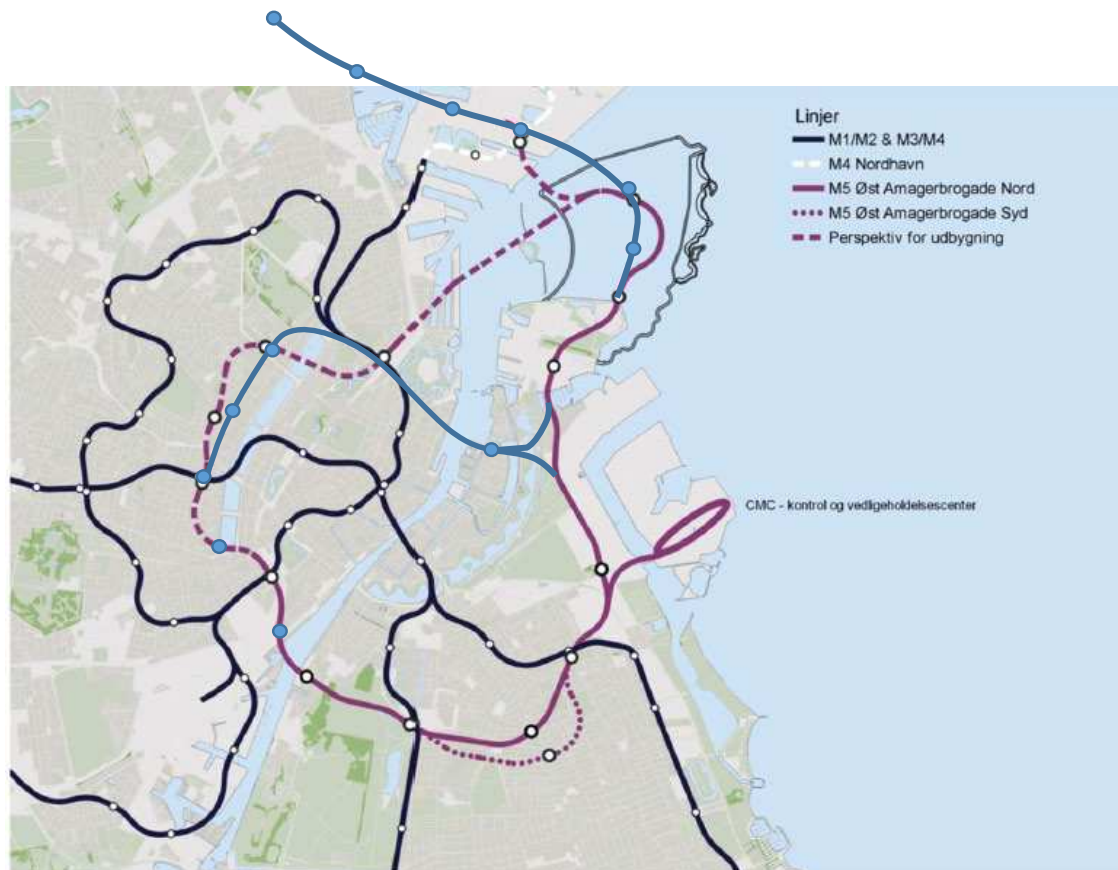 Linjer
M1/M2 & M3/M4
M4 Nordhavn
M5 Øst Amagerbrogade Nord
M5 Øst Amagerbrogade Syd
Perspektiv for udbygning
CMC - kontrol og vedligeholdelsescenter